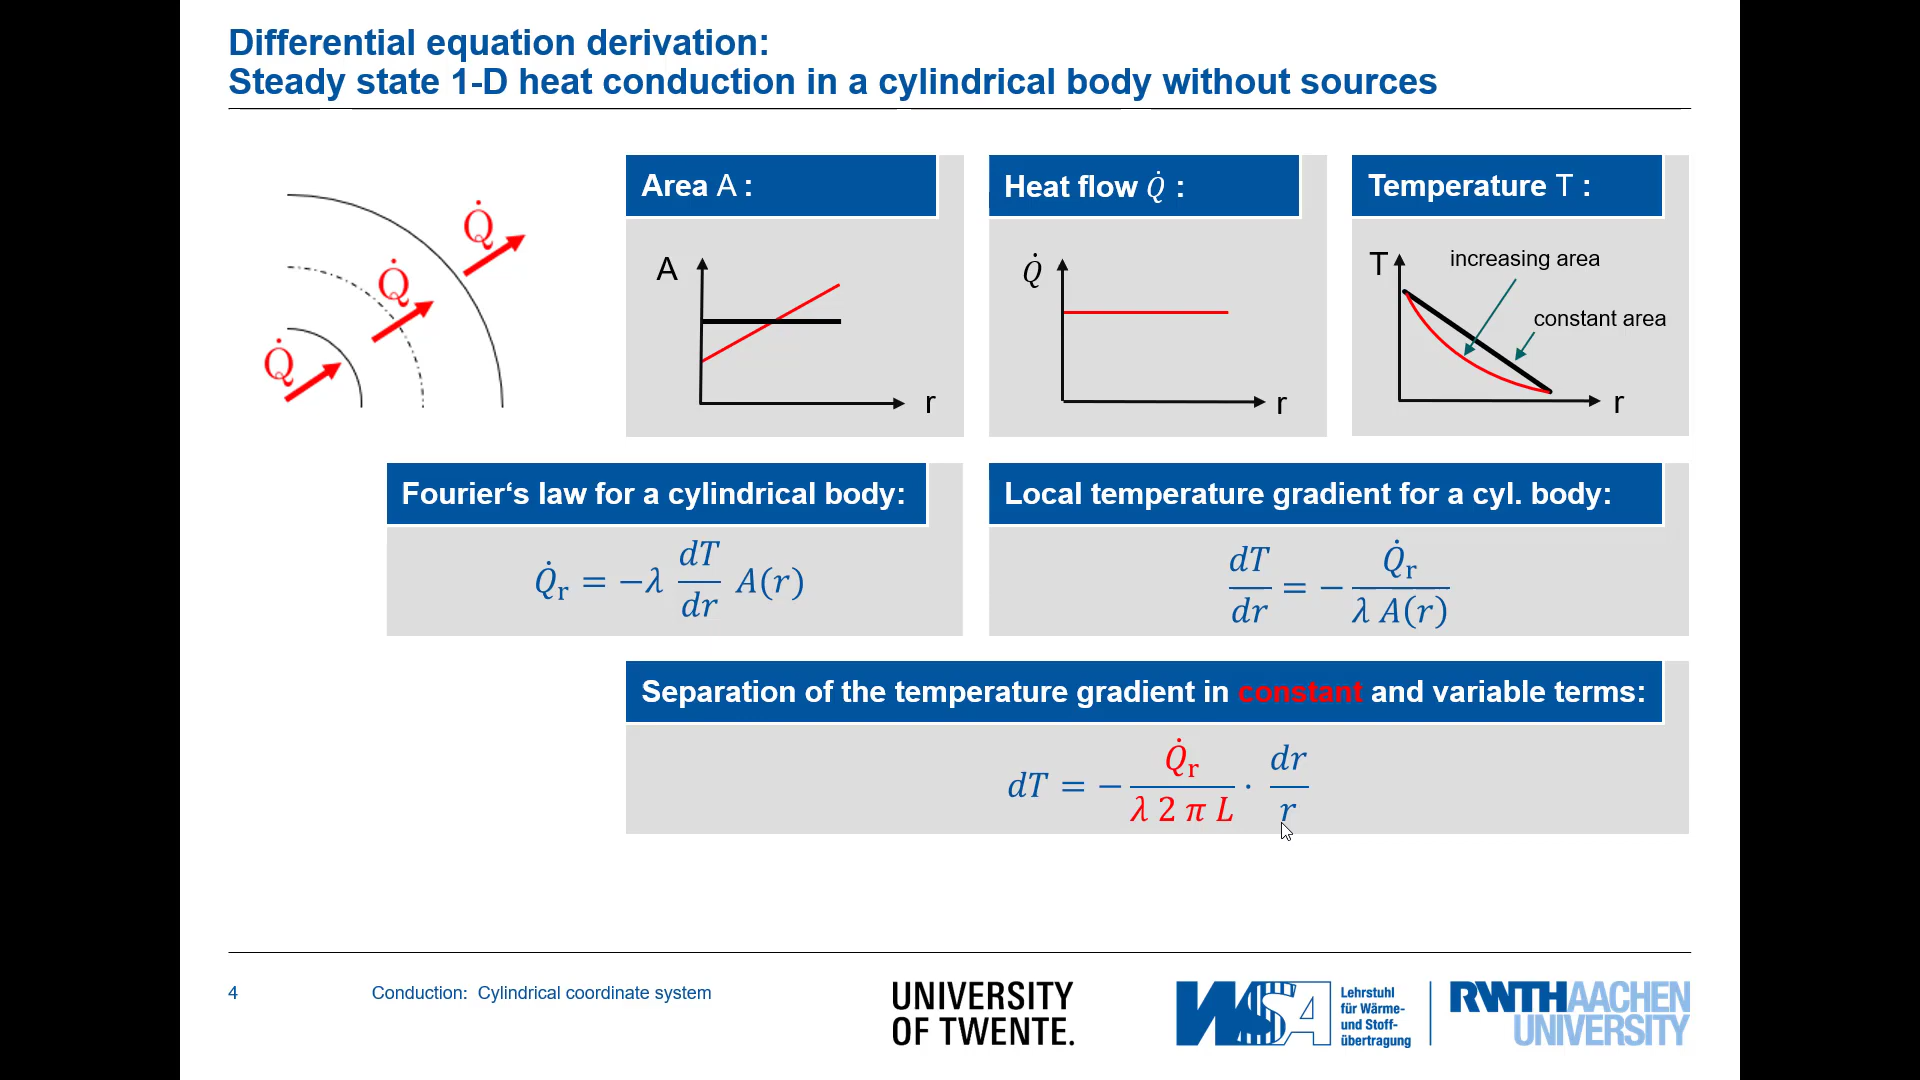 Differential equation derivation:
Steady state 1-D heat conduction in a cylindrical body without sources
Q̇
Q̇
Q̇
Area A :
A
r
Heat flow Q̇ :
Q̇
r
Temperature T :
T
increasing area
constant area
r
Fourier‘s law for a cylindrical body:
Q̇r = −λ dT/dr A(r)
Local temperature gradient for a cyl. body:
dT/dr = − Q̇r/(λ A(r))
Separation of the temperature gradient in constant and variable terms:
dT = − Q̇r/(λ 2 π L) · dr/r
4
Conduction: Cylindrical coordinate system
UNIVERSITY
OF TWENTE.
WSA
Lehrstuhl
für Wärme-
und Stoff-
übertragung
RWTHAACHEN
UNIVERSITY